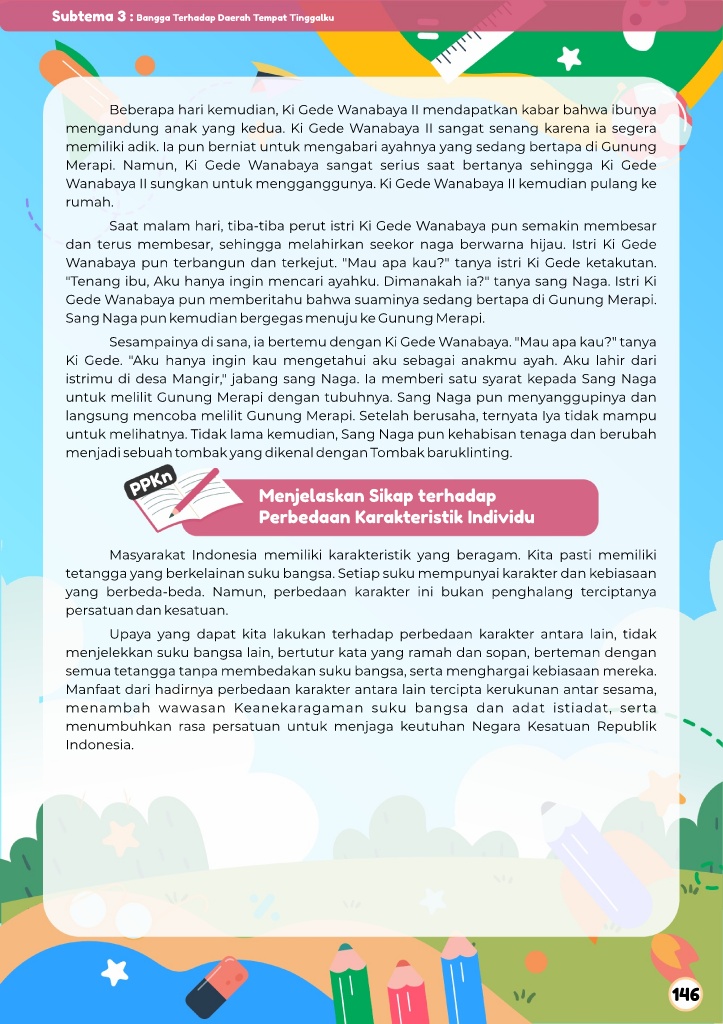 Subtema 3 : Bangga Terhadap Daerah Tempat Tinggalku
Beberapa hari kemudian, Ki Gede Wanabaya II mendapatkan kabar bahwa ibunya
mengandung anak yang kedua. Ki Gede Wanabaya II sangat senang karena ia segera
memiliki adik. Ia pun berniat untuk mengabari ayahnya yang sedang bertapa di Gunung
Merapi. Namun, Ki Gede Wanabaya sangat serius saat bertanya sehingga Ki Gede
Wanabaya II sungkan untuk mengganggunya. Ki Gede Wanabaya II kemudian pulang ke
rumah.
Saat malam hari, tiba-tiba perut istri Ki Gede Wanabaya pun semakin membesar
dan terus membesar, sehingga melahirkan seekor naga berwarna hijau. Istri Ki Gede
Wanabaya pun terbangun dan terkejut. "Mau apa kau?" tanya istri Ki Gede ketakutan.
"Tenang ibu, Aku hanya ingin mencari ayahku. Dimanakah ia?" tanya sang Naga. Istri Ki
Gede Wanabaya pun memberitahu bahwa suaminya sedang bertapa di Gunung Merapi.
Sang Naga pun kemudian bergegas menuju ke Gunung Merapi.
Sesampainya di sana, ia bertemu dengan Ki Gede Wanabaya. "Mau apa kau?" tanya
Ki Gede. "Aku hanya ingin kau mengetahui aku sebagai anakmu ayah. Aku lahir dari
istrimu di desa Mangir," jabang sang Naga. Ia memberi satu syarat kepada Sang Naga
untuk melilit Gunung Merapi dengan tubuhnya. Sang Naga pun menyanggupinya dan
langsung mencoba melilit Gunung Merapi. Setelah berusaha, ternyata Iya tidak mampu
untuk melihatnya. Tidak lama kemudian, Sang Naga pun kehabisan tenaga dan berubah
menjadi sebuah tombak yang dikenal dengan Tombak baruklinting.
PPKn
Menjelaskan Sikap terhadap
Perbedaan Karakteristik Individu
Masyarakat Indonesia memiliki karakteristik yang beragam. Kita pasti memiliki
tetangga yang berkelainan suku bangsa. Setiap suku mempunyai karakter dan kebiasaan
yang berbeda-beda. Namun, perbedaan karakter ini bukan penghalang terciptanya
persatuan dan kesatuan.
Upaya yang dapat kita lakukan terhadap perbedaan karakter antara lain, tidak
menjelekkan suku bangsa lain, bertutur kata yang ramah dan sopan, berteman dengan
semua tetangga tanpa membedakan suku bangsa, serta menghargai kebiasaan mereka.
Manfaat dari hadirnya perbedaan karakter antara lain tercipta kerukunan antar sesama,
menambah wawasan Keanekaragaman suku bangsa dan adat istiadat, serta
menumbuhkan rasa persatuan untuk menjaga keutuhan Negara Kesatuan Republik
Indonesia.
146